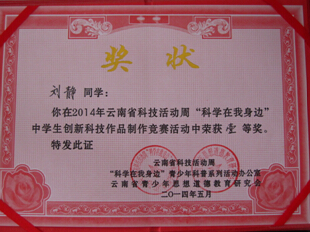 奖状
刘静 同学：
你在2014年云南省科技活动周“科学在我身边”
中学生创新科技作品制作竞赛活动中荣获 壹 等奖。
特发此证
云南省科技活动周
“科学在我身边”青少年科普系列活动办公室
云南省青少年思想道德教育研究会
二〇一四年五月